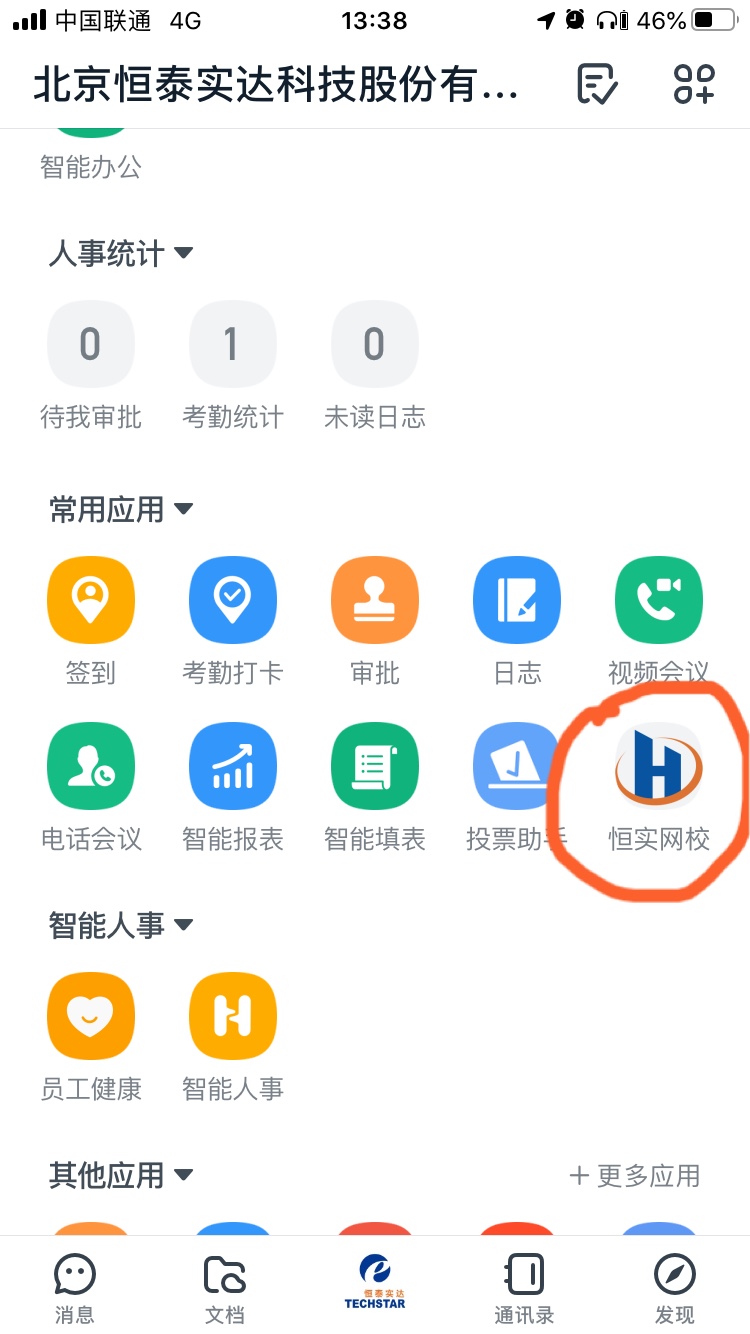 中国联通 4G 13:38 46%
北京恒泰实达科技股份有...
智能办公
人事统计
0 1 0
待我审批 考勤统计 未读日志
常用应用
签到 考勤打卡 审批 日志 视频会议
电话会议 智能报表 智能填表 投票助手 恒实网校
智能人事
员工健康 智能人事
其他应用 + 更多应用
恒泰实达
TECHSTAR
消息 文档 通讯录 发现